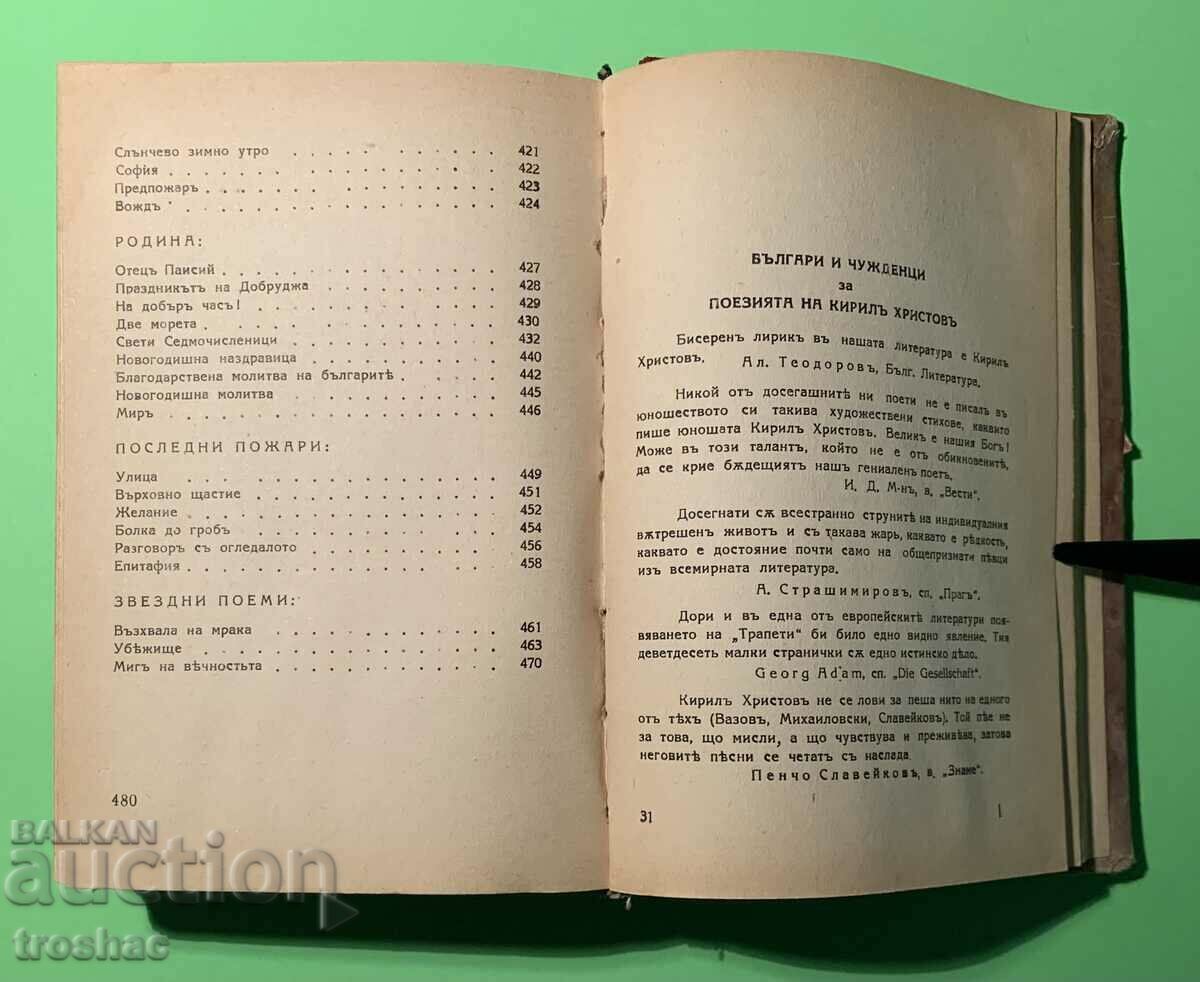 Слънчево зимно утро . . . . . . . . . . 421
София . . . . . . . . . . . . . . 422
Предпожаръ . . . . . . . . . . . . . 423
Вождъ . . . . . . . . . . . . . . 424
РОДИНА:
Отецъ Паисий . . . . . . . . . . . . 427
Праздникътъ на Добруджа . . . . . . . . . 428
На добъръ часъ! . . . . . . . . . . . 429
Две морета . . . . . . . . . . . . . 430
Свети Седмочисленици . . . . . . . . . . 432
Новогодишна наздравица . . . . . . . . . 440
Благодарствена молитва на българитѣ . . . . . . 442
Новогодишна молитва . . . . . . . . . . 445
Миръ . . . . . . . . . . . . . . 446
ПОСЛЕДНИ ПОЖАРИ:
Улица . . . . . . . . . . . . . . 449
Върховно щастие . . . . . . . . . . . 451
Желание . . . . . . . . . . . . . 452
Болка до гробъ . . . . . . . . . . . 454
Разговоръ съ огледалото . . . . . . . . . 456
Епитафия . . . . . . . . . . . . . 458
ЗВЕЗДНИ ПОЕМИ:
Възхвала на мрака . . . . . . . . . . 461
Убѣжище . . . . . . . . . . . . . 463
Мигъ на вѣчностьта . . . . . . . . . . 470
480
БЪЛГАРИ И ЧУЖДЕНЦИ
за
ПОЕЗИЯТА НА КИРИЛЪ ХРИСТОВЪ
Бисеренъ лирикъ въ нашата литература е Кирилъ
Христовъ. Ал. Теодоровъ, Бълг. Литература.
Никой отъ досегашнитѣ ни поети не е писалъ въ
юношеството си такива художествени стихове, каквито
пише юношата Кирилъ Христовъ. Великъ е нашия Богъ!
Може въ този талантъ, който не е отъ обикновенитѣ,
да се крие бѫдещиятъ нашъ гениаленъ поетъ.
И. Д. М-нъ, в. „Вести“.
Досегнати сѫ всестранно струнитѣ на индивидуалния
вѫтрешенъ животъ и съ такава жарь, каквато е рѣдкость,
каквато е достояние почти само на общепризнати пѣвци
изъ всемирната литература.
А. Страшимировъ, сп. „Прагъ“.
Дори и въ една отъ европейскитѣ литератури поя-
вяването на „Трапети“ би било едно видно явление. Тия
деветдесеть малки странички сѫ едно истинско дѣло.
Georg Adam, сп. „Die Gesellschaft“.
Кирилъ Христовъ не се лови за пеша нито на едного
отъ тѣхъ (Вазовъ, Михаиловски, Славейковъ). Той пѣе не
за това, що мисли, а що чувствува и преживѣва, затова
неговитѣ пѣсни се четатъ съ наслада
Пенчо Славейковъ, в. „Знаме“.
31
BALKAN
auction
troshac